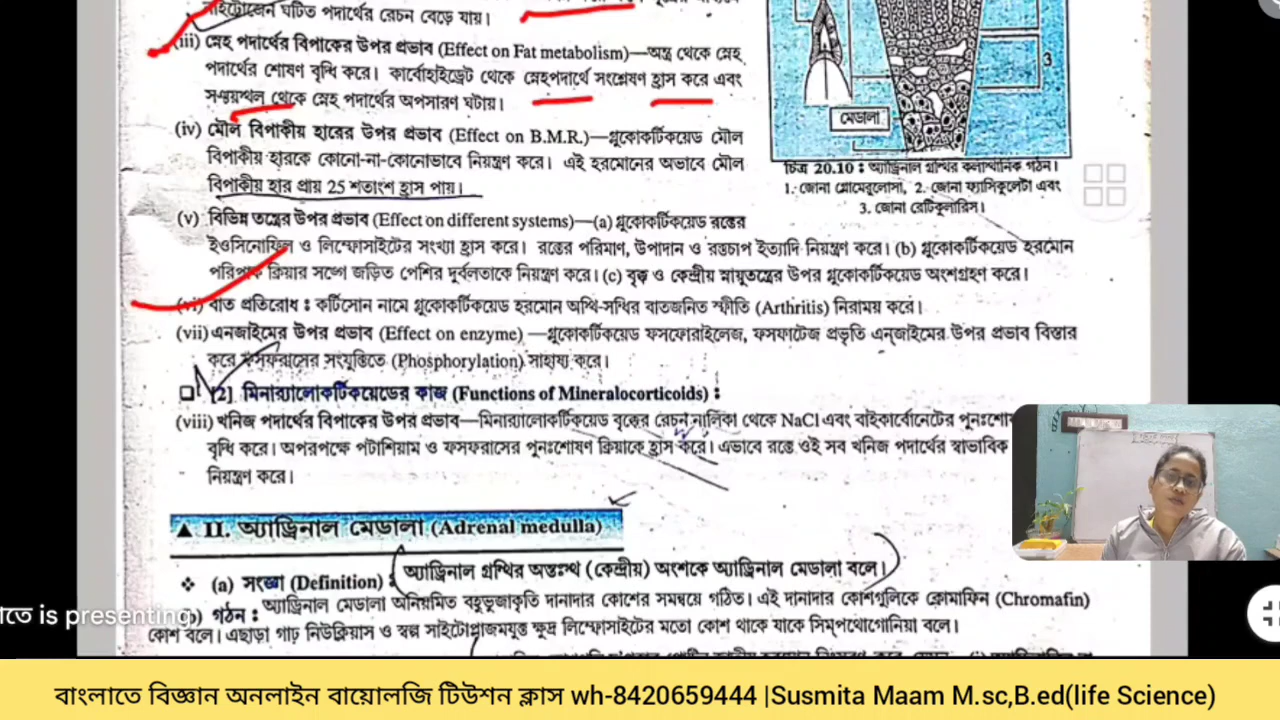 নাইট্রোজেন ঘটিত পদার্থের রেচন বেড়ে যায়।
(iii) স্নেহ পদার্থের বিপাকের উপর প্রভাব (Effect on Fat metabolism)—অন্ত্র থেকে স্নেহ
পদার্থের শোষণ বৃদ্ধি করে। কার্বোহাইড্রেট থেকে স্নেহপদার্থে সংশ্লেষণ হ্রাস করে এবং
সঞ্চয়স্থল থেকে স্নেহ পদার্থের অপসারণ ঘটায়।
(iv) মৌল বিপাকীয় হারের উপর প্রভাব (Effect on B.M.R.)—গ্লুকোকর্টিকয়েড মৌল
বিপাকীয় হারকে কোনো-না-কোনোভাবে নিয়ন্ত্রণ করে। এই হরমোনের অভাবে মৌল
বিপাকীয় হার প্রায় 25 শতাংশ হ্রাস পায়।
3
মেডালা
চিত্র 20.10 : অ্যাড্রিনাল গ্রন্থির কলাস্থানিক গঠন।
1. জোনা গ্লোমেরুলোসা, 2. জোনা ফ্যাসিকুলেটা এবং
3. জোনা রেটিকুলারিস।
(v) বিভিন্ন তন্ত্রের উপর প্রভাব (Effect on different systems)—(a) গ্লুকোকর্টিকয়েড রক্তের
ইওসিনোফিল ও লিম্ফোসাইটের সংখ্যা হ্রাস করে। রক্তের পরিমাণ, উপাদান ও রক্তচাপ ইত্যাদি নিয়ন্ত্রণ করে। (b) গ্লুকোকর্টিকয়েড হরমোন
পরিপাক ক্রিয়ার সঙ্গে জড়িত পেশির দুর্বলতাকে নিয়ন্ত্রণ করে। (c) বৃক্ক ও কেন্দ্রীয় স্নায়ুতন্ত্রের উপর গ্লুকোকর্টিকয়েড অংশগ্রহণ করে।
(vi) বাত প্রতিরোধ : কর্টিসোন নামে গ্লুকোকর্টিকয়েড হরমোন অস্থি-সন্ধির বাতজনিত স্ফীতি (Arthritis) নিরাময় করে।
(vii) এনজাইমের উপর প্রভাব (Effect on enzyme) —গ্লুকোকর্টিকয়েড ফসফোরাইলেজ, ফসফাটেজ প্রভৃতি এন্‌জাইমের উপর প্রভাব বিস্তার
করে ফসফরাসের সংযুক্তিতে (Phosphorylation) সাহায্য করে।
❑ [2] মিনার‍্যালোকর্টিকয়েডের কাজ (Functions of Mineralocorticoids) :
(viii) খনিজ পদার্থের বিপাকের উপর প্রভাব—মিনার‍্যালোকর্টিকয়েড বৃক্কের রেচন নালিকা থেকে NaCl এবং বাইকার্বোনেটের পুনঃশো
বৃদ্ধি করে। অপরপক্ষে পটাশিয়াম ও ফসফরাসের পুনঃশোষণ ক্রিয়াকে হ্রাস করে। এভাবে রক্তে ওই সব খনিজ পদার্থের স্বাভাবিক
নিয়ন্ত্রণ করে।
▲ II. অ্যাড্রিনাল মেডালা (Adrenal medulla)
❖ (a) সংজ্ঞা (Definition) : অ্যাড্রিনাল গ্রন্থির অন্তঃস্থ (কেন্দ্রীয়) অংশকে অ্যাড্রিনাল মেডালা বলে।
b) গঠন : অ্যাড্রিনাল মেডালা অনিয়মিত বহুভুজাকৃতি দানাদার কোশের সমন্বয়ে গঠিত। এই দানাদার কোশগুলিকে ক্রোমাফিন (Chromafin)
কোশ বলে। এছাড়া গাঢ় নিউক্লিয়াস ও স্বল্প সাইটোপ্লাজমযুক্ত ক্ষুদ্র লিম্ফোসাইটের মতো কোশ থাকে যাকে সিম্‌পথোগোনিয়া বলে।
াতে is presenting
বাংলাতে বিজ্ঞান অনলাইন বায়োলজি টিউশন ক্লাস wh-8420659444 |Susmita Maam M.sc,B.ed(life Science)